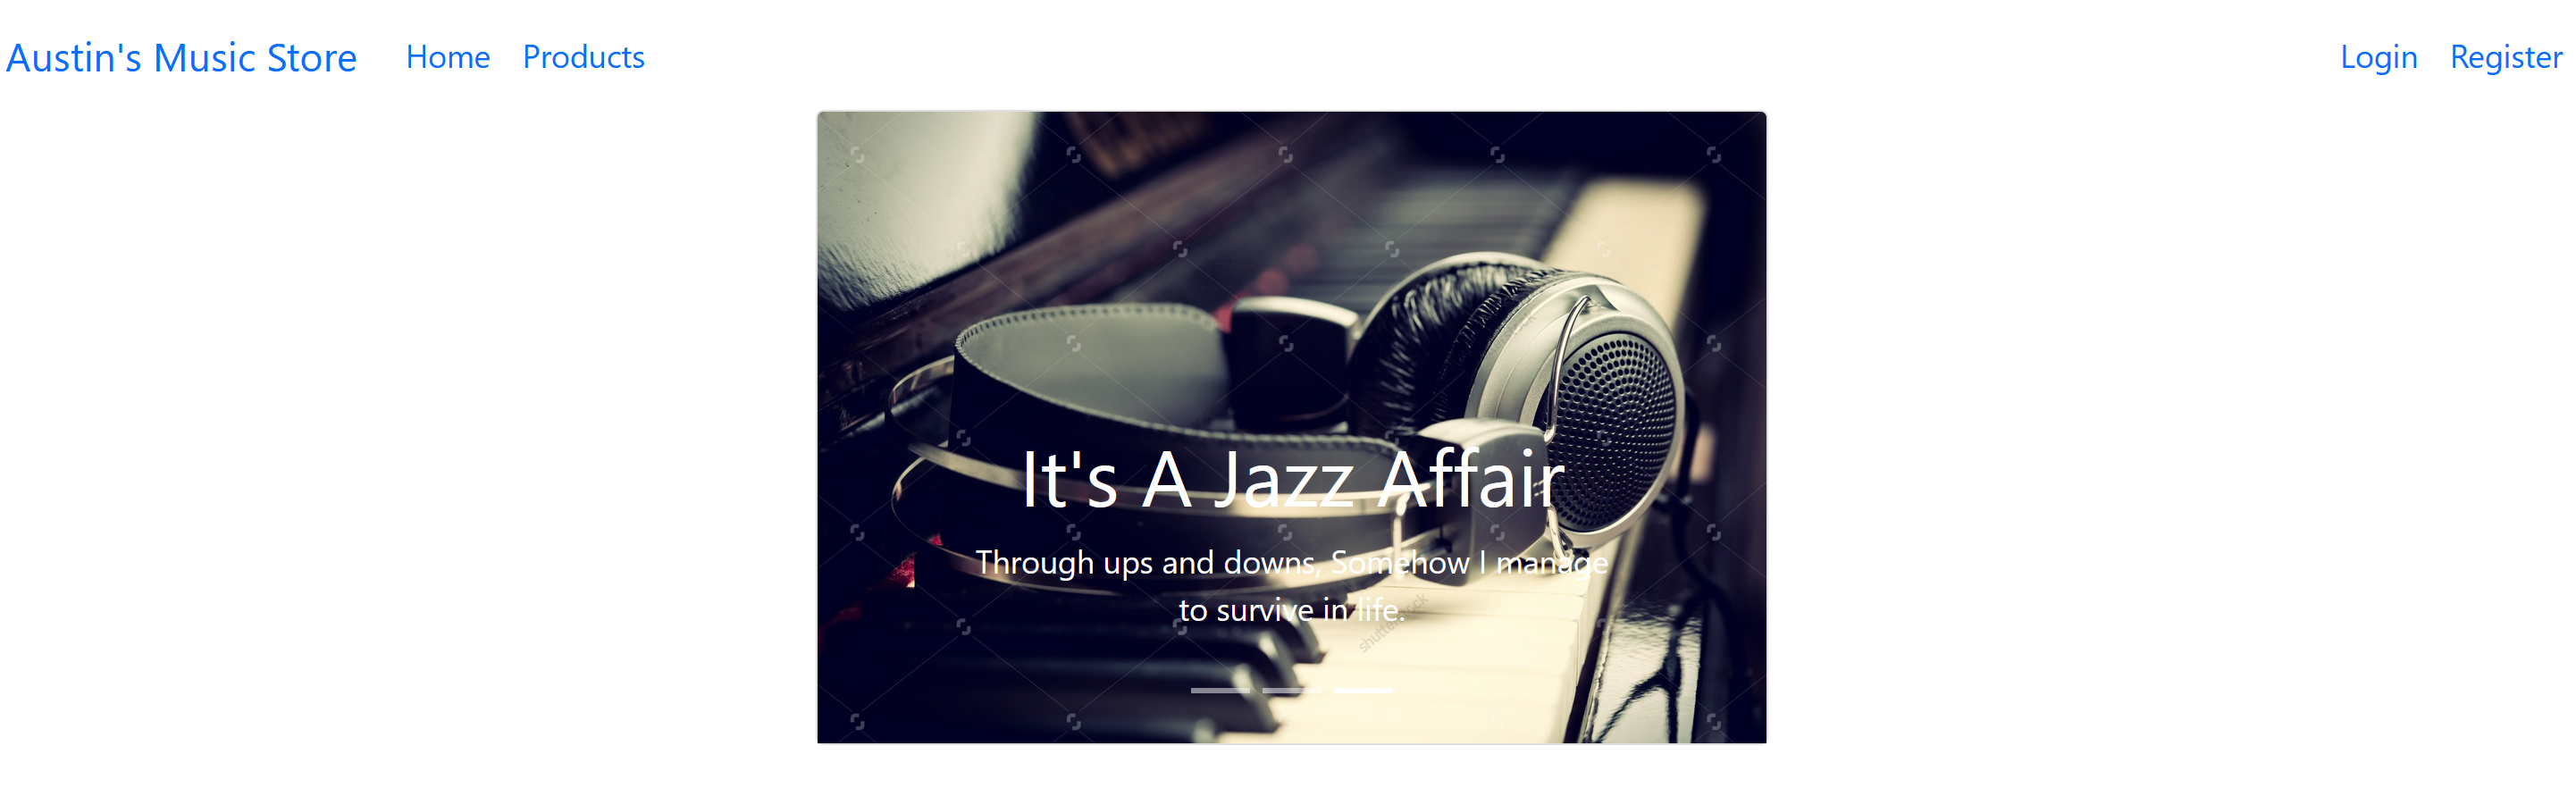 Austin's Music Store Home Products Login Register
It's A Jazz Affair
Through ups and downs, Somehow I manage
to survive in life.
shutterstock